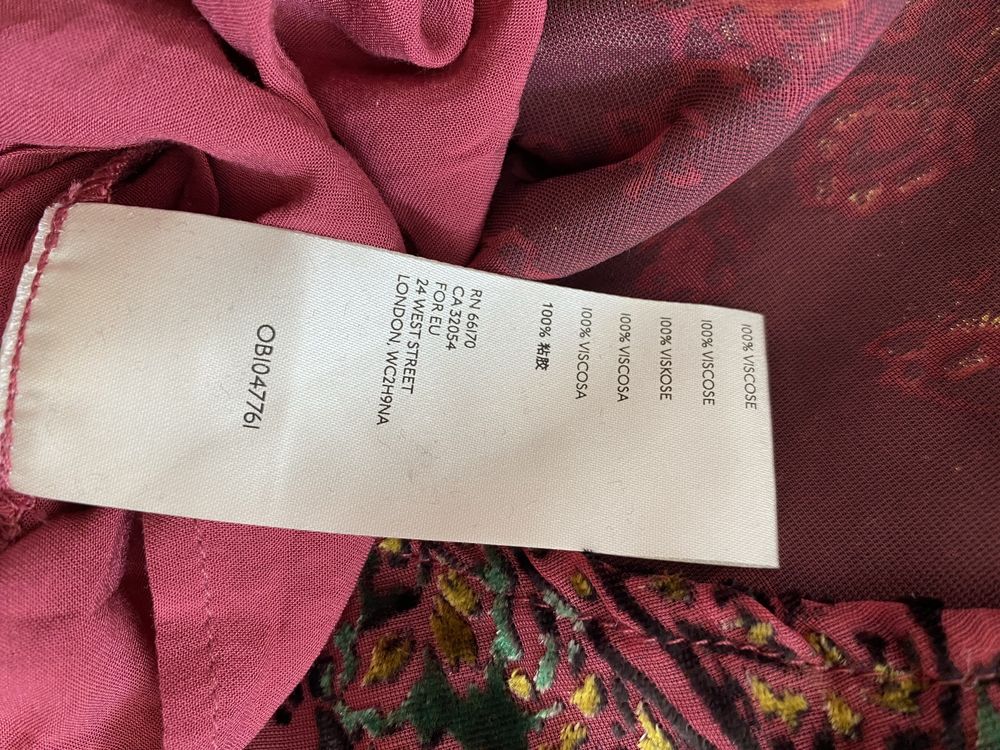 100% VISCOSE
100% VISCOSE
100% VISKOSE
100% VISCOSA
100% VISCOSA
100% 粘胶
RN 66170
CA 32054
FOR EU
24 WEST STREET
LONDON, WC2H9NA
OB1047761